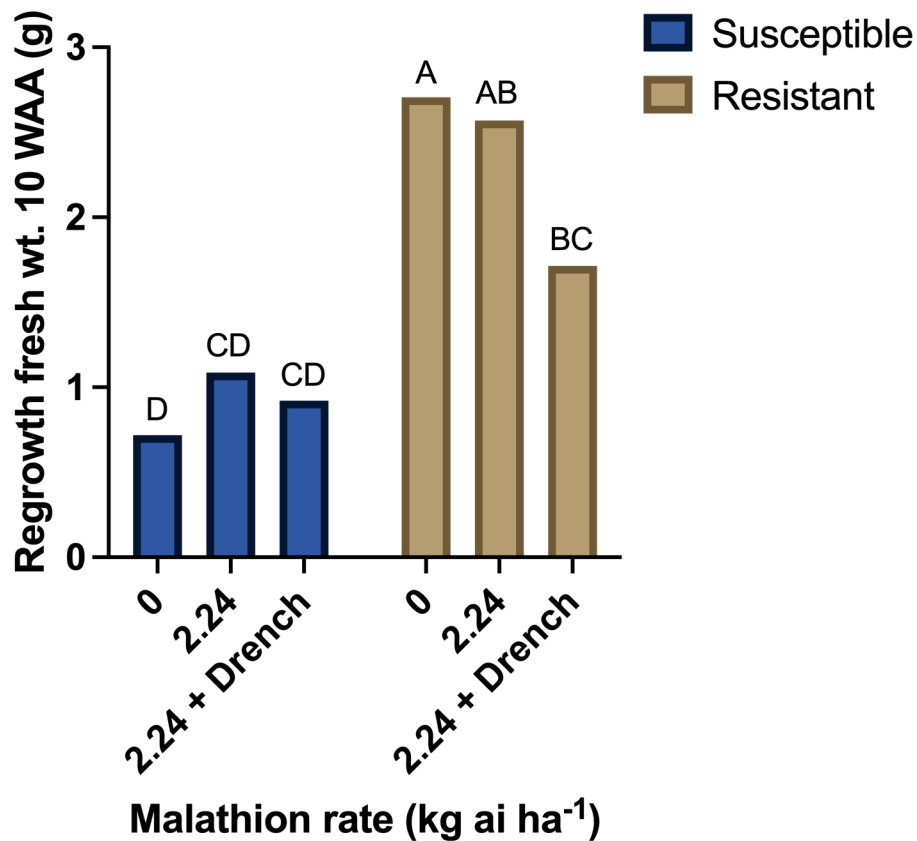 Regrowth fresh wt. 10 WAA (g)
3
2
1
0
D
CD
CD
A
AB
BC
0
2.24
2.24 + Drench
0
2.24
2.24 + Drench
Malathion rate (kg ai ha⁻¹)
Susceptible
Resistant